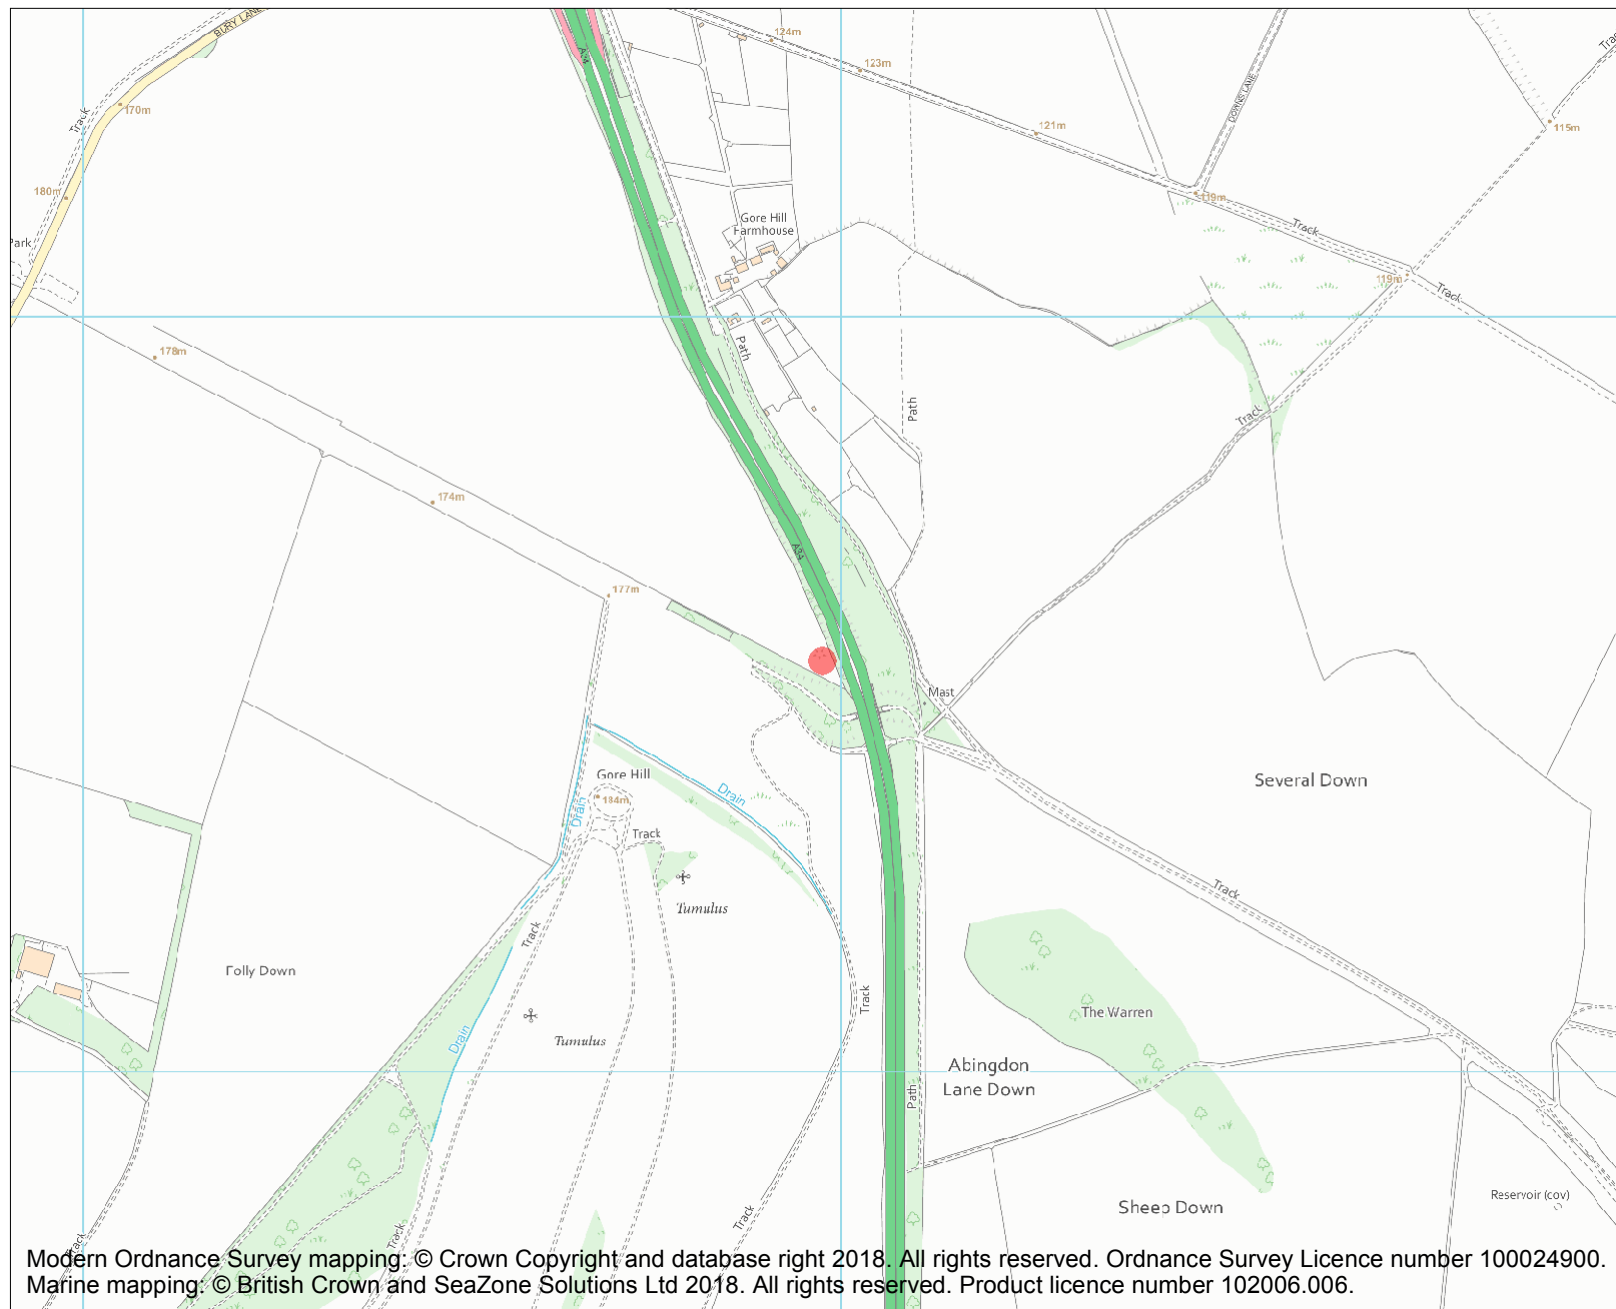 BURY LANE
A34
124m
123m
Track
170m
121m
DOWNS LANE
115m
180m
119m
Park
Gore Hill
Farmhouse
Track
119m
Track
178m
Path
Path
Track
174m
A34
177m
Mast
Gore Hill
184m
Drain
Drain
Several Down
Track
Track
Tumulus
Track
Folly Down
Track
Track
The Warren
Drain
Tumulus
Abingdon
Lane Down
Path
Reservoir (cov)
Sheep Down
Track
Track
Track
Modern Ordnance Survey mapping: © Crown Copyright and database right 2018. All rights reserved. Ordnance Survey Licence number 100024900.
Marine mapping: © British Crown and SeaZone Solutions Ltd 2018. All rights reserved. Product licence number 102006.006.